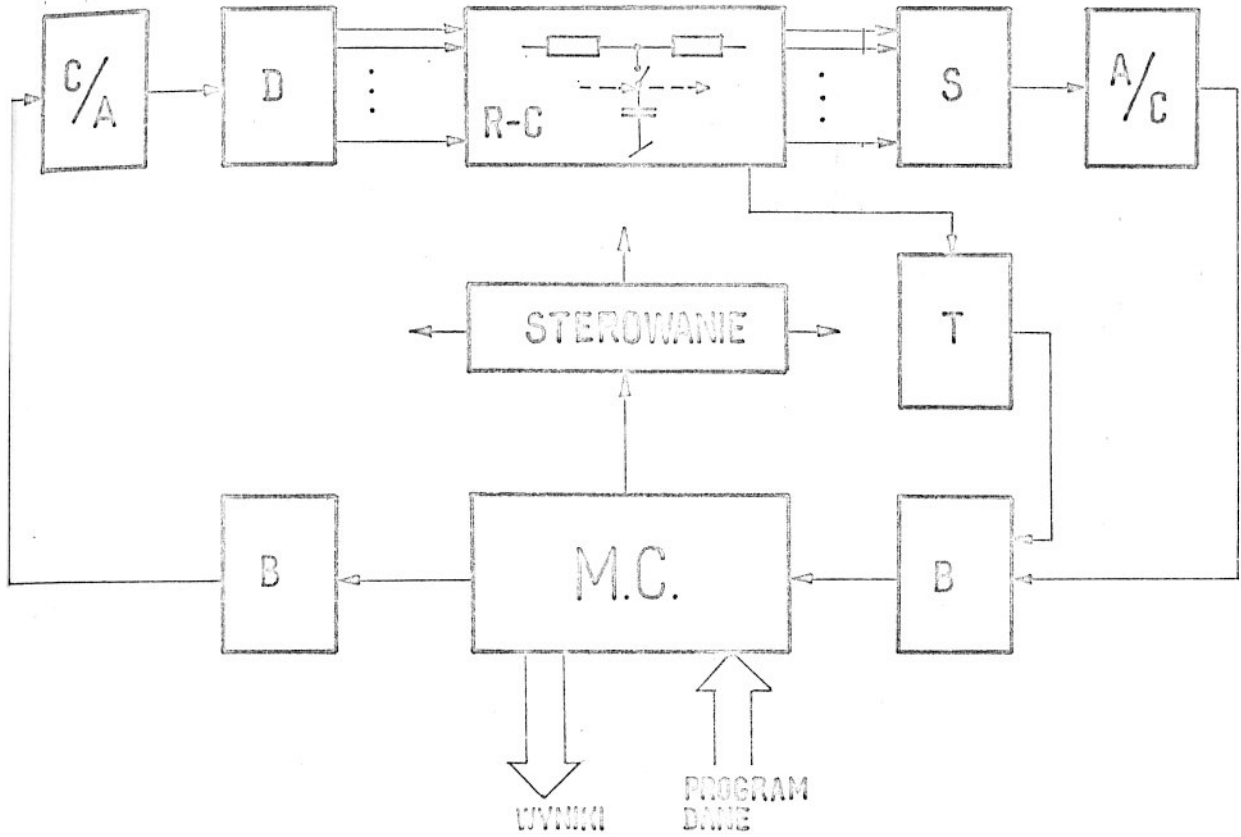 C/A
D
R-C
S
A/C
STEROWANIE
T
B
M.C.
B
WYNIKI
PROGRAM
DANE